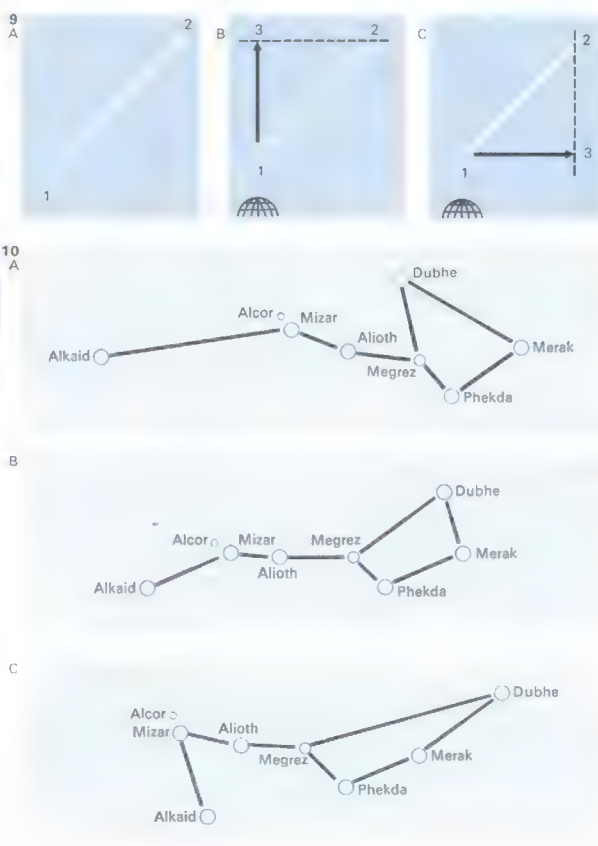 9
A
1
2
B
3
2
1
C
2
3
1
10
A
Dubhe
Alcor Mizar
Alioth
Alkaid
Merak
Megrez
Phekda
B
Dubhe
Alcor Mizar Megrez
Merak
Alioth
Alkaid
Phekda
C
Dubhe
Alcor
Mizar
Alioth
Megrez
Merak
Phekda
Alkaid